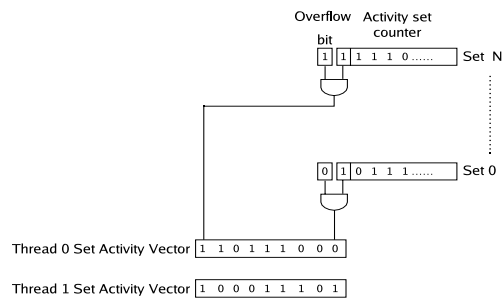 Overflow bit Activity set counter
1 1 1 1 1 0 ...... Set N
0 1 0 1 1 1 ...... Set 0
Thread 0 Set Activity Vector 1 1 0 1 1 1 0 0 0
Thread 1 Set Activity Vector 1 0 0 0 1 1 1 0 1